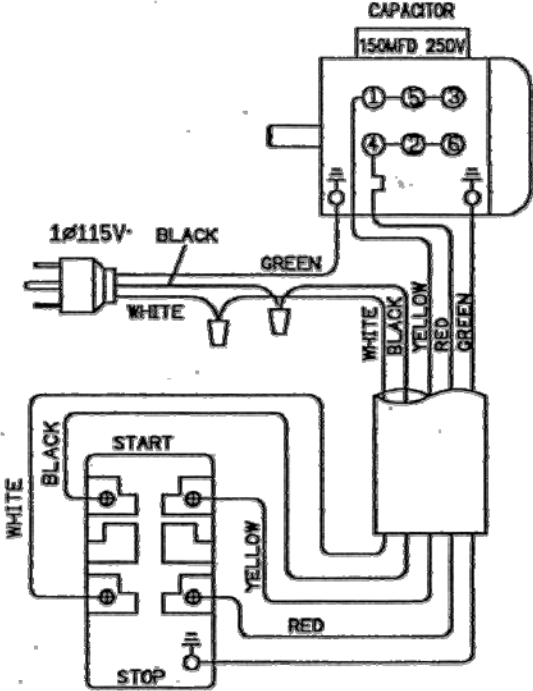 CAPACITOR
150MFD 250V
1 5 3
4 2 6
1ø115V
BLACK
GREEN
WHITE
WHITE
BLACK
YELLOW
RED
GREEN
START
BLACK
WHITE
YELLOW
RED
STOP